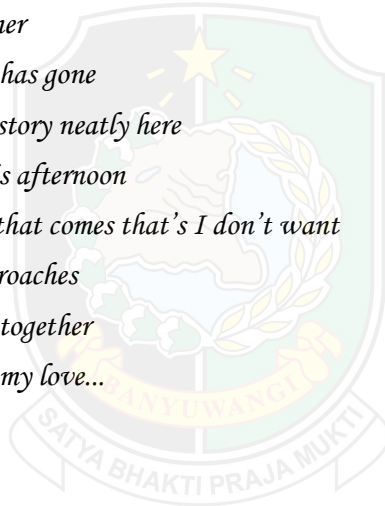 her
has gone
story neatly here
s afternoon
that comes that's I don't want
roaches
together
my love...
BANYUWANGI
SATYA BHAKTI PRAJA MUKTI